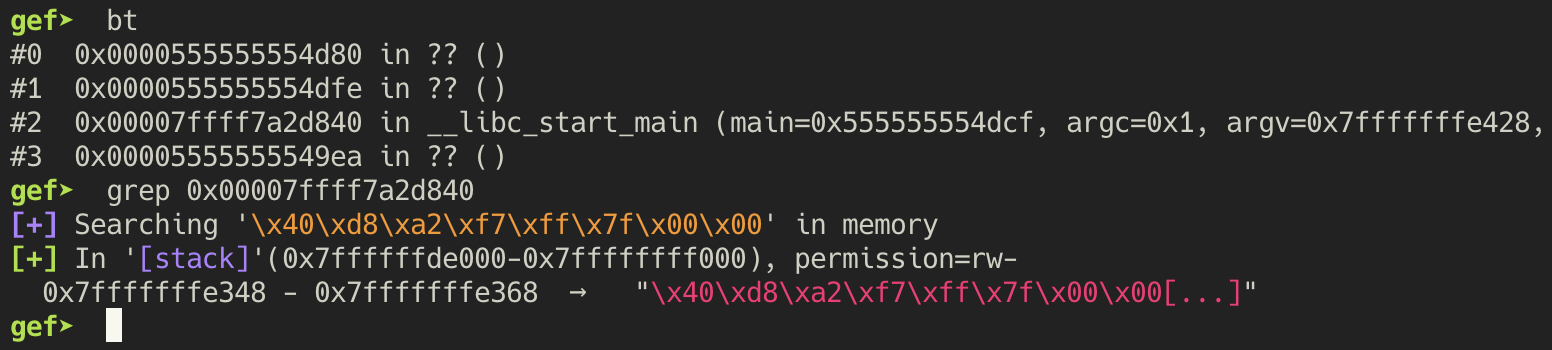 gef➤  bt
#0  0x0000555555554d80 in ?? ()
#1  0x0000555555554dfe in ?? ()
#2  0x00007ffff7a2d840 in __libc_start_main (main=0x555555554dcf, argc=0x1, argv=0x7fffffffe428,
#3  0x00005555555549ea in ?? ()
gef➤  grep 0x00007ffff7a2d840
[+] Searching '\x40\xd8\xa2\xf7\xff\x7f\x00\x00' in memory
[+] In '[stack]'(0x7ffffffde000-0x7ffffffff000), permission=rw-
  0x7fffffffe348 - 0x7fffffffe368  →   "\x40\xd8\xa2\xf7\xff\x7f\x00\x00[...]"
gef➤